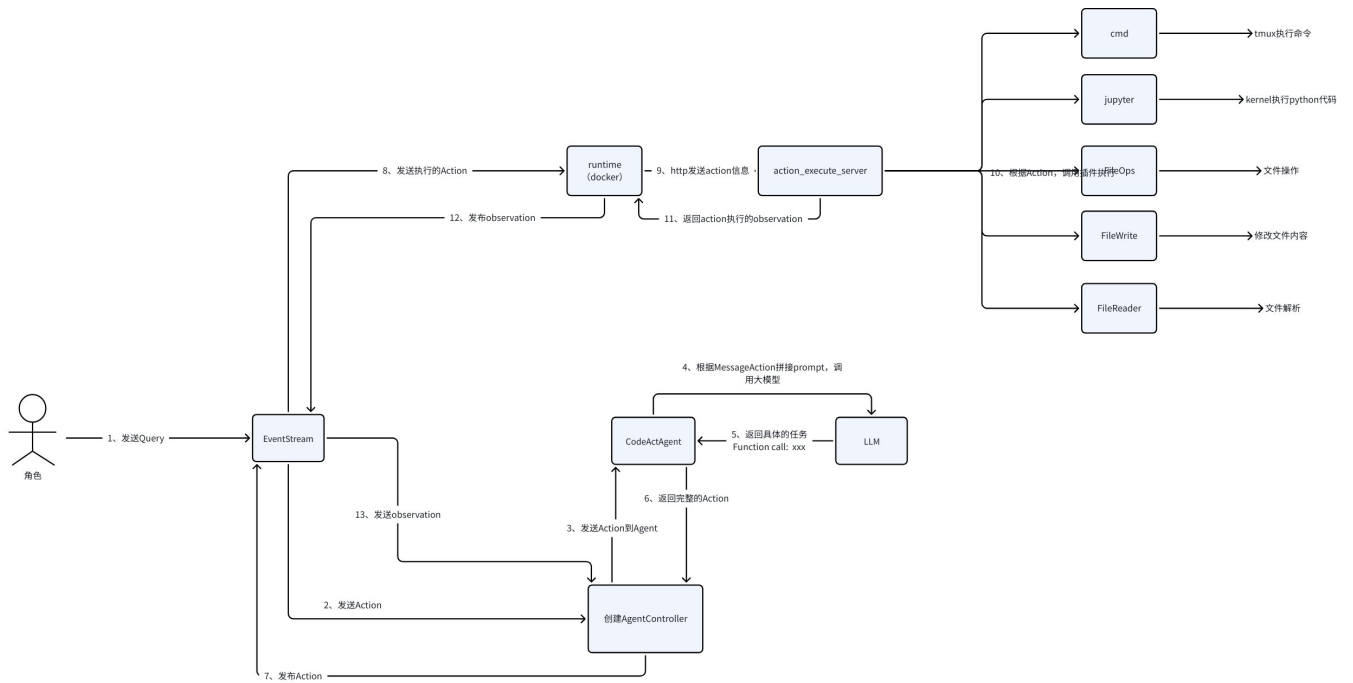 cmd
tmux执行命令
jupyter
kernel执行python代码
8、发送执行的Action
runtime
(docker)
9、http发送action信息
action_execute_server
10、根据Action，调用插件执行
FileOps
文件操作
12、发布observation
11、返回action执行的observation
FileWrite
修改文件内容
FileReader
文件解析
4、根据MessageAction拼接prompt，调
用大模型
1、发送Query
EventStream
CodeActAgent
5、返回具体的任务
Function call: xxx
LLM
角色
6、返回完整的Action
13、发送observation
3、发送Action到Agent
2、发送Action
创建AgentController
7、发布Action